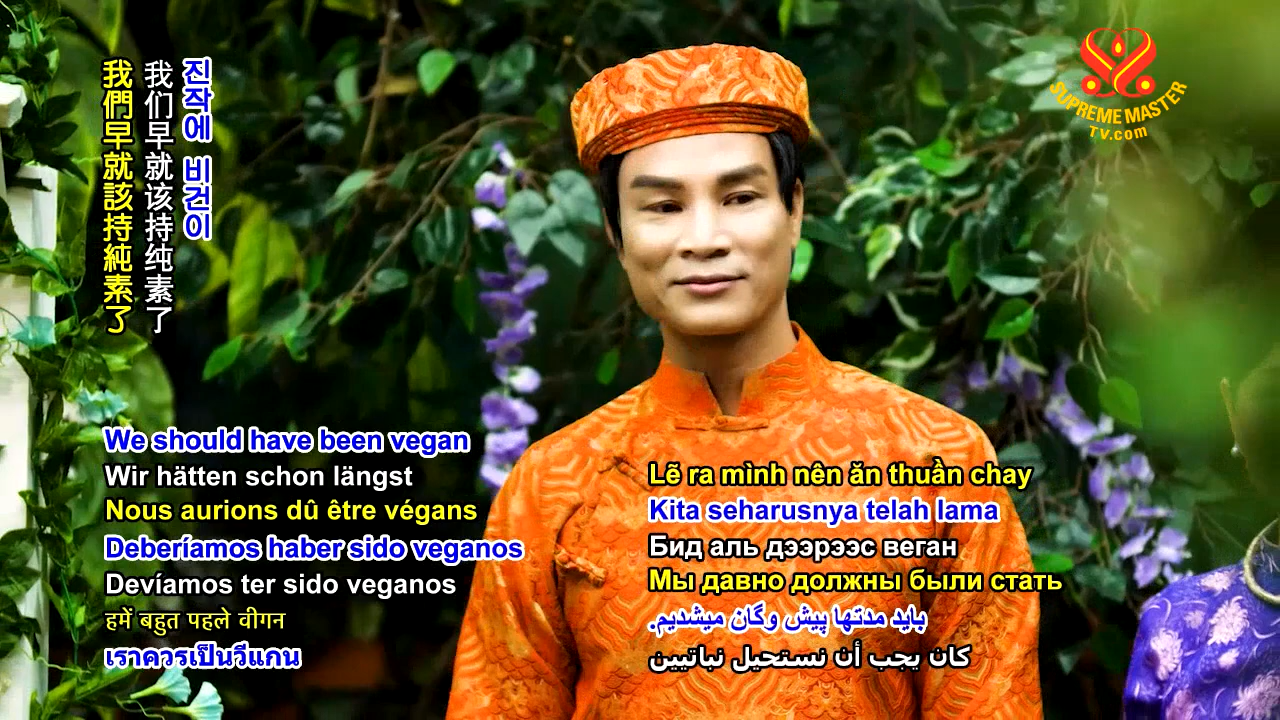 진작에 비건이
我们早就该持纯素了
我們早就該持純素了
SUPREME MASTER
TV.com
We should have been vegan
Wir hätten schon längst
Nous aurions dû être végans
Deberíamos haber sido veganos
Devíamos ter sido veganos
हमें बहुत पहले वीगन
เราควรเป็นวีแกน
Lẽ ra mình nên ăn thuần chay
Kita seharusnya telah lama
Бид аль дээрээс веган
Мы давно должны были стать
باید مدتها پیش وگان میشدیم.
كان يجب أن نستحيل نباتيين